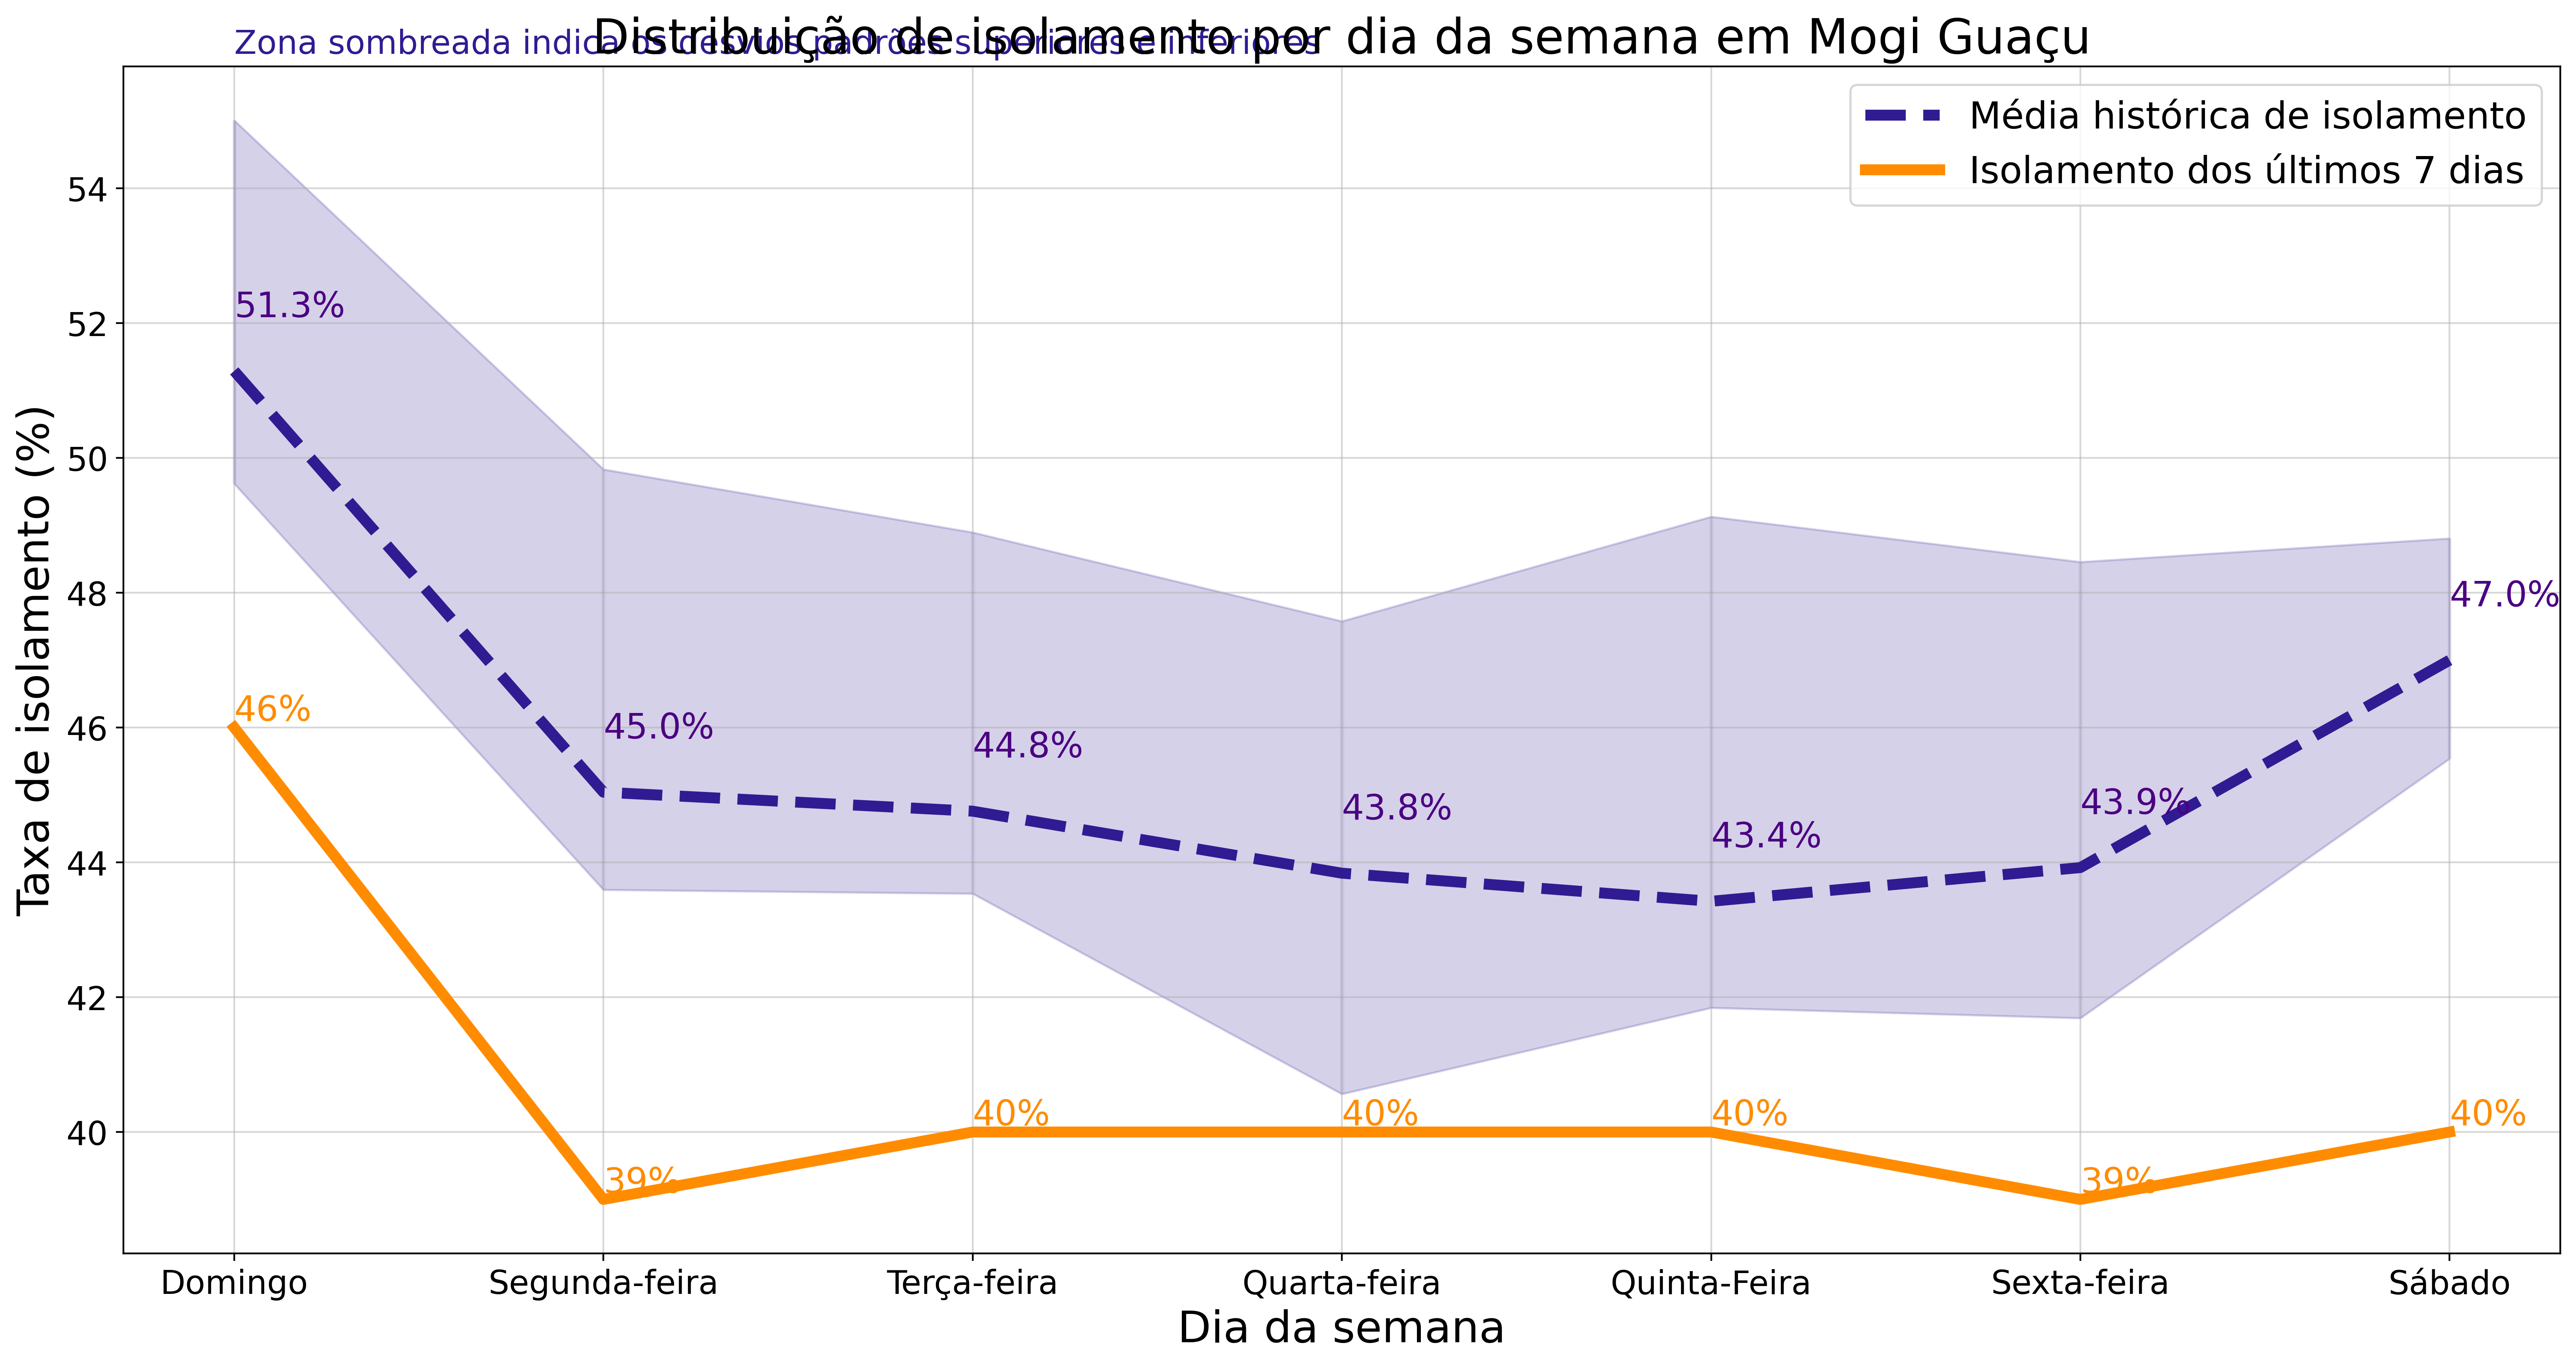 Distribuição de isolamento por dia da semana em Mogi Guaçu
Zona sombreada indica os desvios padrões superiores e inferiores
Média histórica de isolamento
Isolamento dos últimos 7 dias
Taxa de isolamento (%)
54
52
50
48
46
44
42
40
51.3%
45.0%
44.8%
43.8%
43.4%
43.9%
47.0%
46%
39%
40%
40%
40%
39%
40%
Domingo
Segunda-feira
Terça-feira
Quarta-feira
Quinta-Feira
Sexta-feira
Sábado
Dia da semana